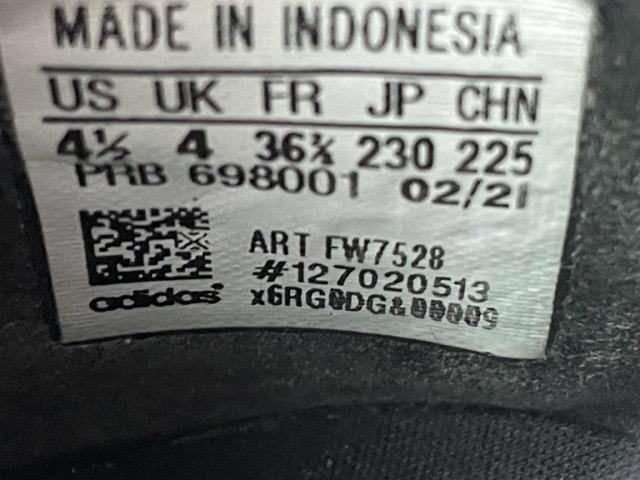 MADE IN INDONESIA
US UK FR JP CHN
4½ 4 36⅔ 230 225
PRB 698001 02/21
ART FW7528
#127020513
adidas